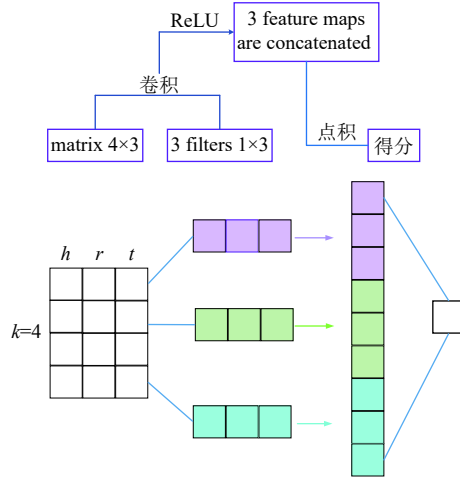 ReLU
3 feature maps
are concatenated
卷积
点积
matrix 4×3
3 filters 1×3
得分
h r t
k=4